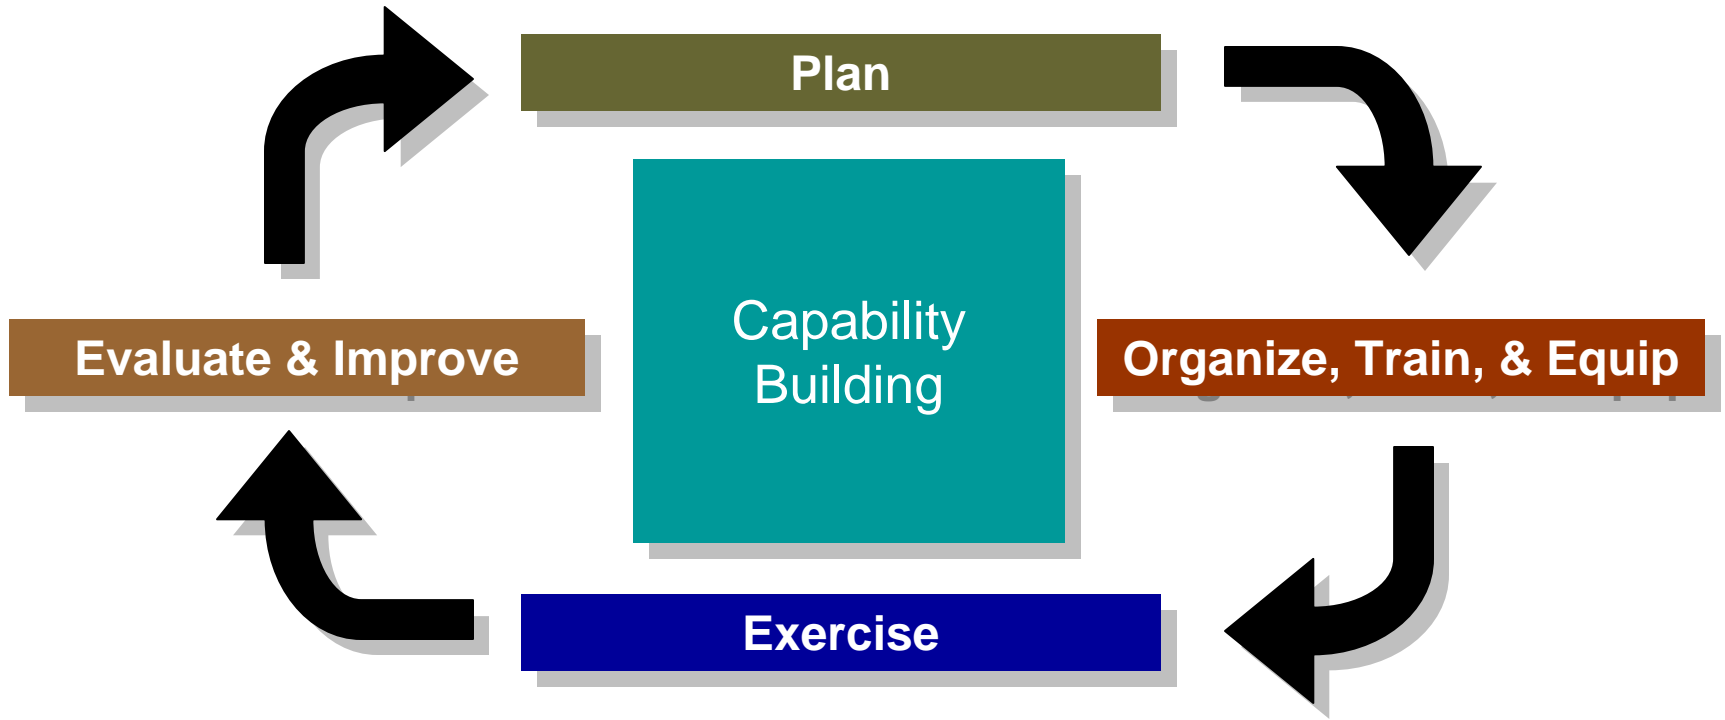 Plan
Capability
Building
Evaluate & Improve
Organize, Train, & Equip
Exercise